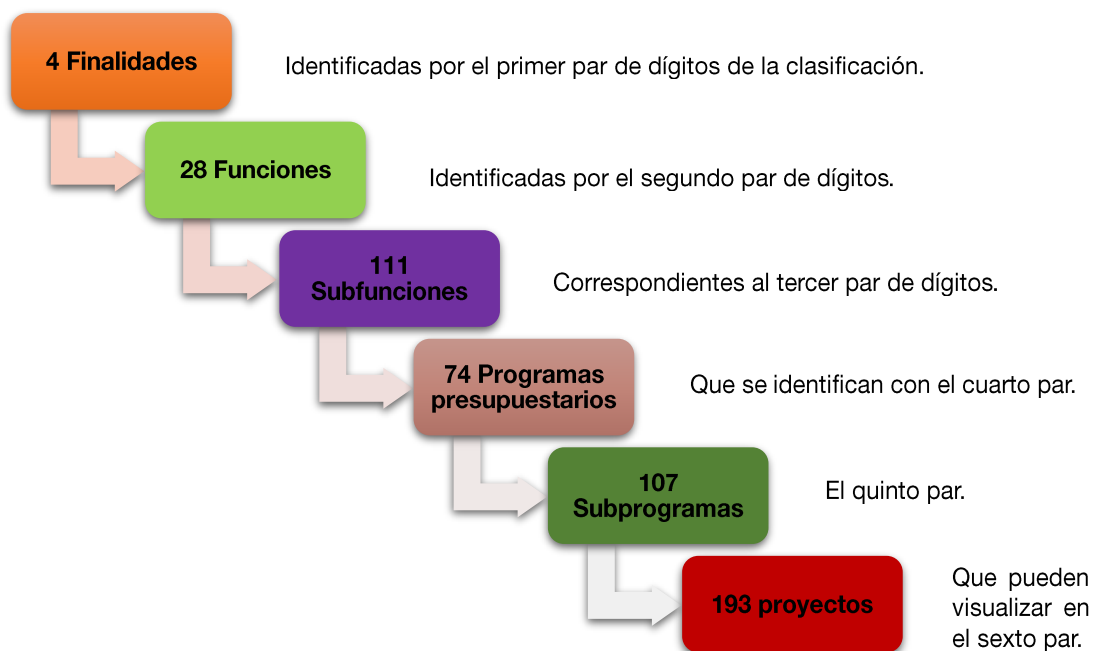 4 Finalidades
Identificadas por el primer par de dígitos de la clasificación.
28 Funciones
Identificadas por el segundo par de dígitos.
111
Subfunciones
Correspondientes al tercer par de dígitos.
74 Programas
presupuestarios
Que se identifican con el cuarto par.
107
Subprogramas
El quinto par.
193 proyectos
Que pueden
visualizar en
el sexto par.